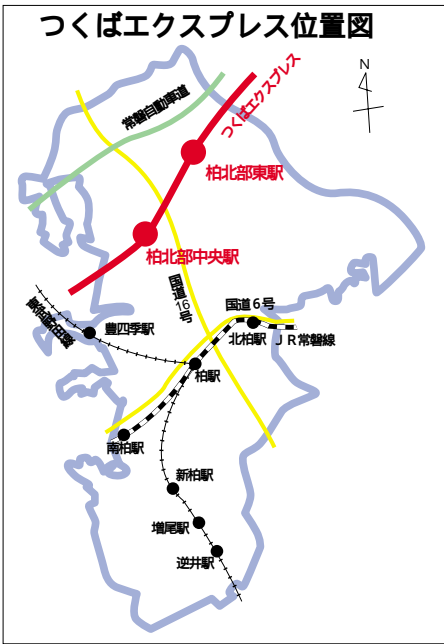 つくばエクスプレス位置図
N
常磐自動車道
つくばエクスプレス
柏北部東駅
柏北部中央駅
国道16号
国道6号
東武野田線
豊四季駅
北柏駅
JR常磐線
柏駅
南柏駅
新柏駅
増尾駅
逆井駅